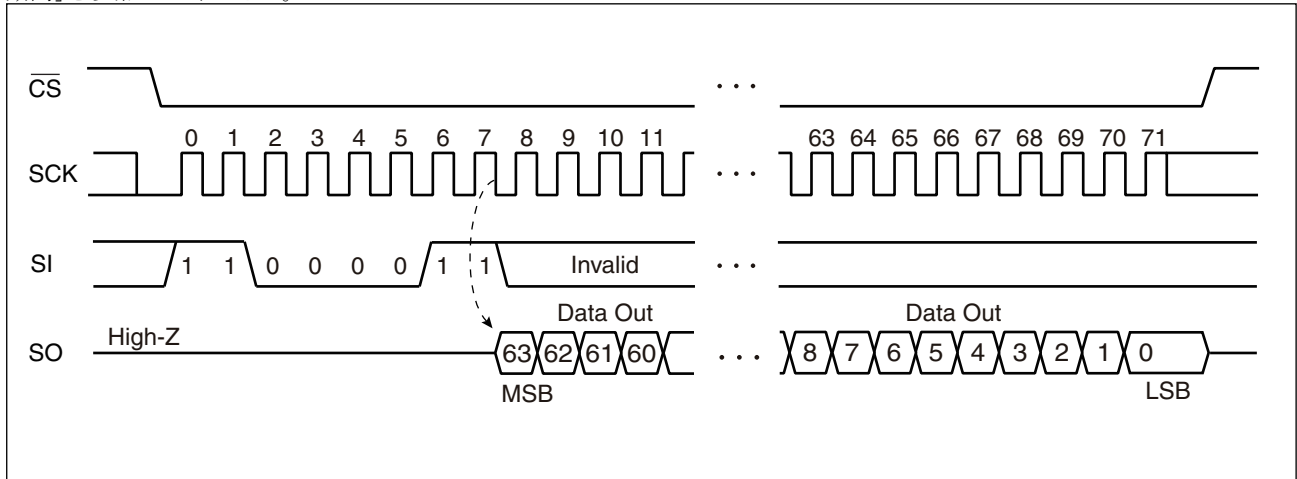 CS
0 1 2 3 4 5 6 7 8 9 10 11 63 64 65 66 67 68 69 70 71
SCK
. . .
SI
1 1 0 0 0 0 1 1 Invalid . . .
Data Out Data Out
High-Z
SO
63 62 61 60 . . . 8 7 6 5 4 3 2 1 0
MSB LSB